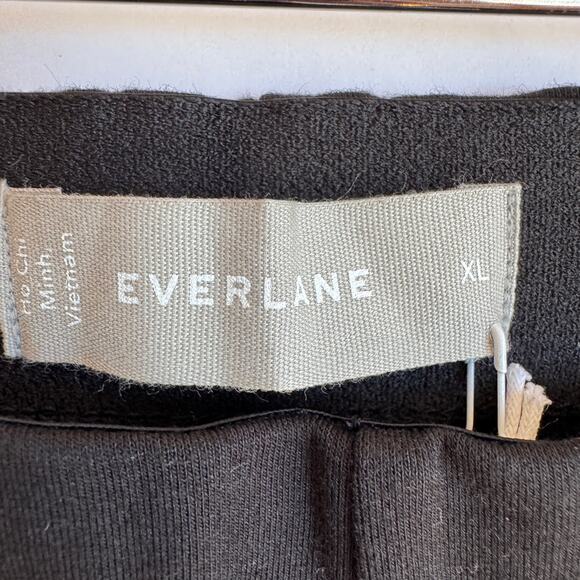 Ho Chi
Minh,
Vietnam
EVERLANE
XL